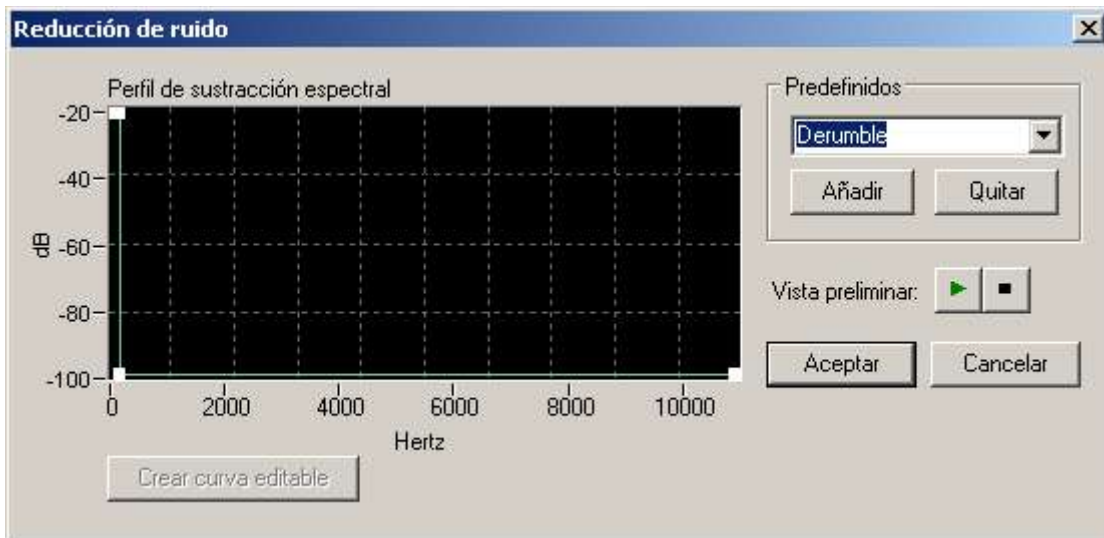 Reducción de ruido
Perfil de sustracción espectral
-20
-40
dB
-60
-80
-100
0 2000 4000 6000 8000 10000
Hertz
Crear curva editable
Predefinidos
Derumble
Añadir Quitar
Vista preliminar:
Aceptar Cancelar